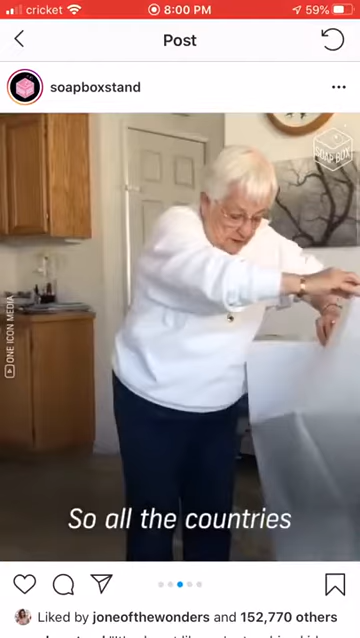 cricket 8:00 PM 59%
Post
soapboxstand
SOAP BOX
ONE ICON MEDIA
So all the countries
Liked by joneofthewonders and 152,770 others